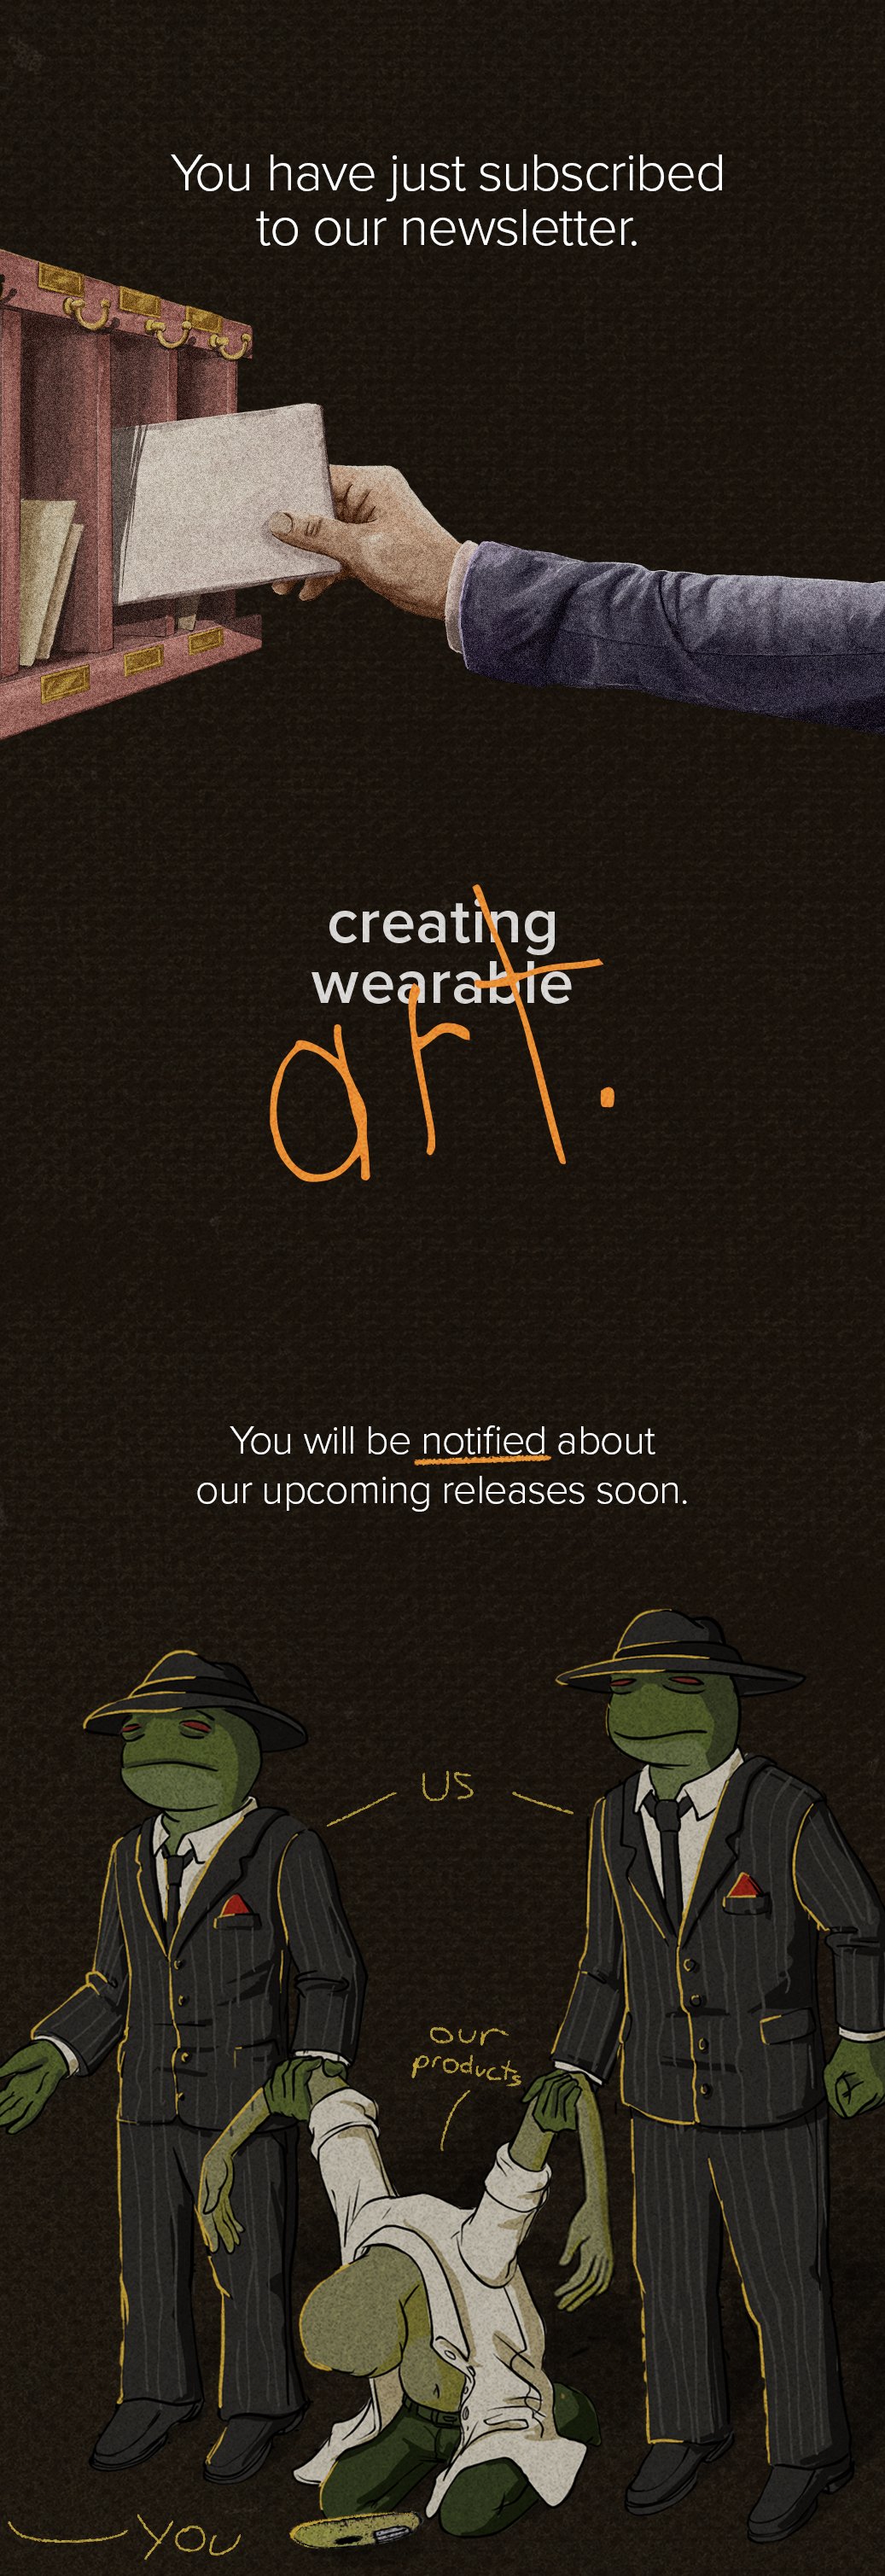 You have just subscribed
to our newsletter.
creating
wearable
art.
You will be notified about
our upcoming releases soon.
US
our
products
YOU